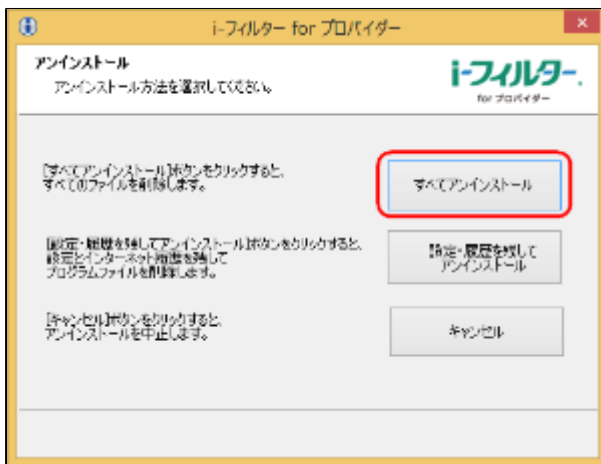 i-フィルター for プロバイダー
アンインストール
アンインストール方法を選択してください。
i-フィルター.
for プロバイダー
[すべてアンインストール]ボタンをクリックすると、
すべてのファイルを削除します。
すべてアンインストール
[設定・履歴を残してアンインストール]ボタンをクリックすると、
設定とインターネット履歴を残して
プログラムファイルを削除します。
設定・履歴を残して
アンインストール
[キャンセル]ボタンをクリックすると、
アンインストールを中止します。
キャンセル